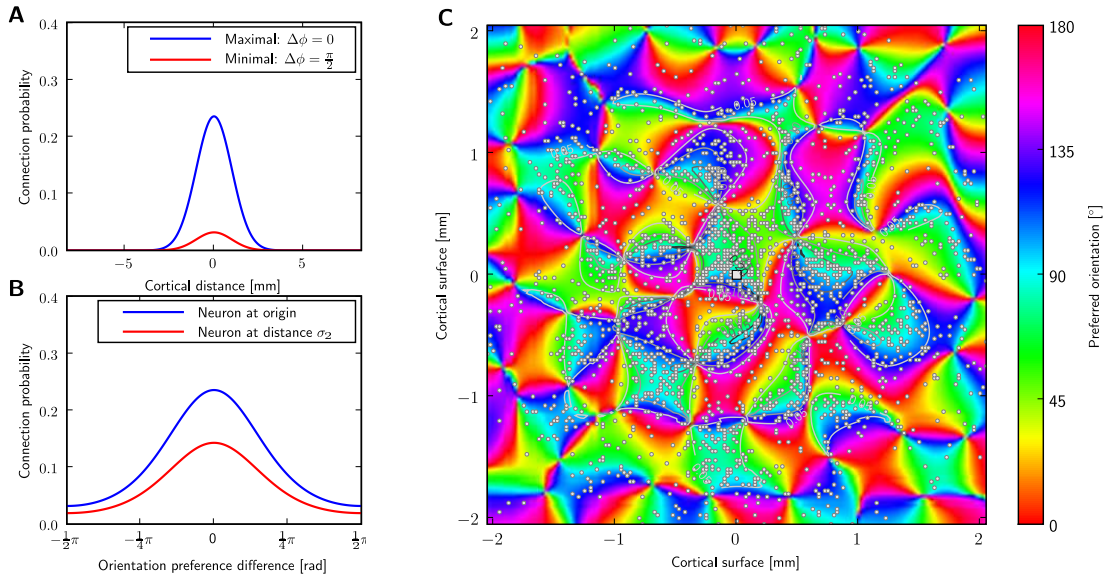 A
Connection probability
0.4
0.3
0.2
0.1
0.0
Maximal: Δϕ = 0
Minimal: Δϕ = π/2
−5 0 5
Cortical distance [mm]
B
Connection probability
0.4
0.3
0.2
0.1
0.0
Neuron at origin
Neuron at distance σ₂
−1/2π −1/4π 0 1/4π 1/2π
Orientation preference difference [rad]
C
Cortical surface [mm]
2
1
0
−1
−2
0.05
0.05
−2 −1 0 1 2
Cortical surface [mm]
180
135
90
45
0
Preferred orientation [°]